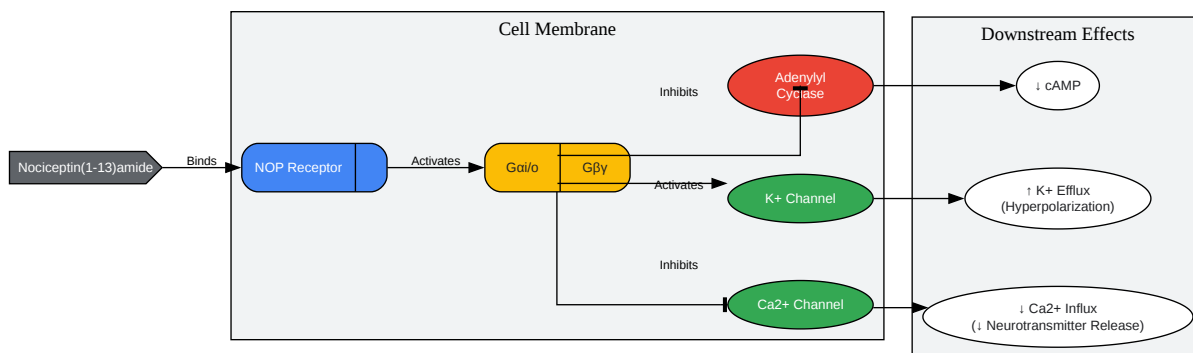 Cell Membrane
Downstream Effects
Adenylyl
Cyclase
Inhibits
↓ cAMP
Nociceptin(1-13)amide
Binds
NOP Receptor
Activates
Gαi/o
Gβγ
Activates
K+ Channel
↑ K+ Efflux
(Hyperpolarization)
Inhibits
Ca2+ Channel
↓ Ca2+ Influx
(↓ Neurotransmitter Release)